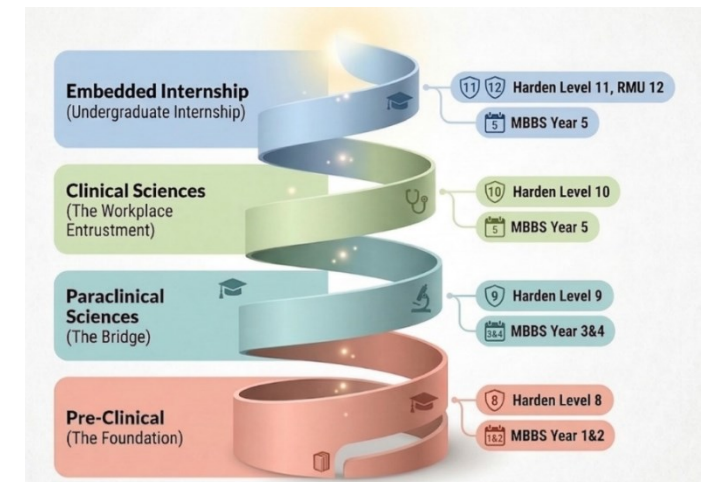 Embedded Internship
(Undergraduate Internship)
11 12 Harden Level 11, RMU 12
5 MBBS Year 5
Clinical Sciences
(The Workplace
Entrustment)
10 Harden Level 10
5 MBBS Year 5
Paraclinical
Sciences
(The Bridge)
9 Harden Level 9
3&4 MBBS Year 3&4
Pre-Clinical
(The Foundation)
8 Harden Level 8
1&2 MBBS Year 1&2